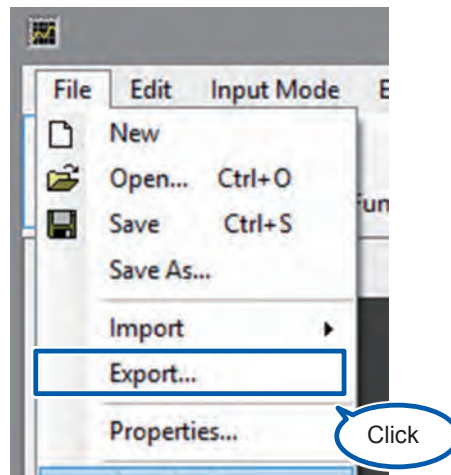 File Edit Input Mode
New
Open... Ctrl+O
Save Ctrl+S
Save As...
Import
Export...
Properties...
Click